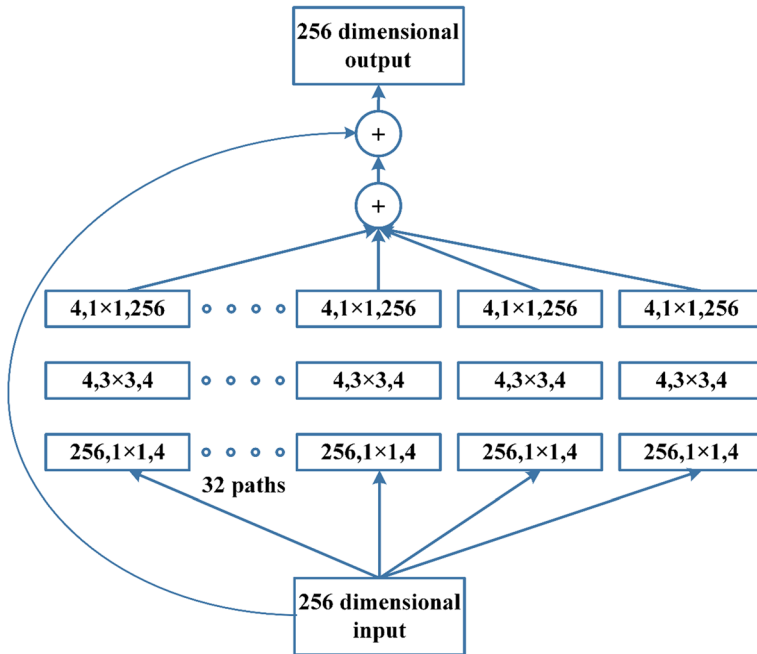 256 dimensional
output
+
+
4,1×1,256 4,1×1,256 4,1×1,256 4,1×1,256
4,3×3,4 4,3×3,4 4,3×3,4 4,3×3,4
256,1×1,4 256,1×1,4 256,1×1,4 256,1×1,4
32 paths
256 dimensional
input